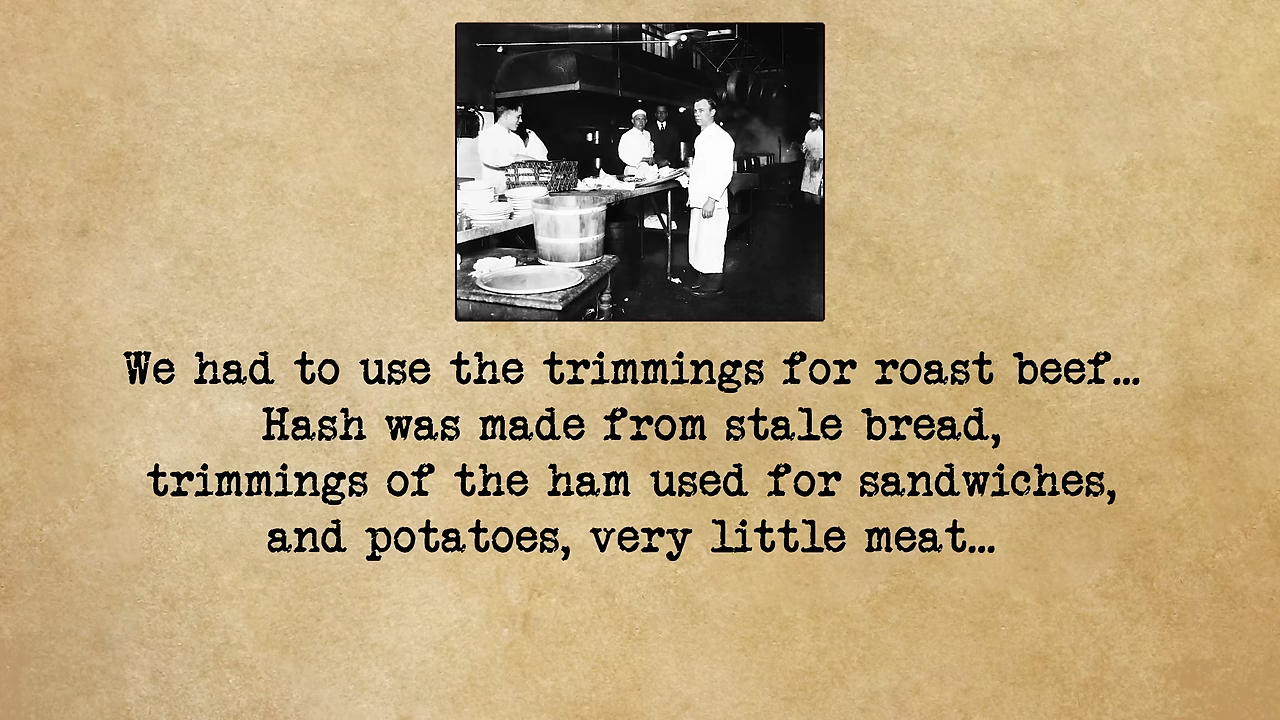 We had to use the trimmings for roast beef...
Hash was made from stale bread,
trimmings of the ham used for sandwiches,
and potatoes, very little meat...